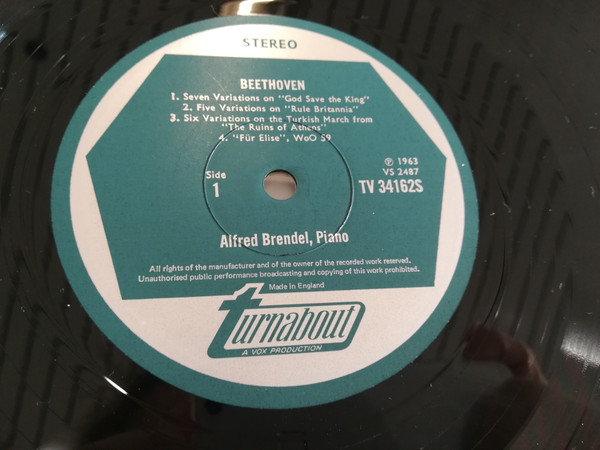 STEREO
BEETHOVEN
1. Seven Variations on "God Save the King"
2. Five Variations on "Rule Britannia"
3. Six Variations on the Turkish March from
"The Ruins of Athens"
4. "Für Elise", WoO 59
Side
1
℗ 1963
VS 2487
TV 34162S
Alfred Brendel, Piano
All rights of the manufacturer and of the owner of the recorded work reserved.
Unauthorised public performance broadcasting and copying of this work prohibited.
Made in England
turnabout
A VOX PRODUCTION